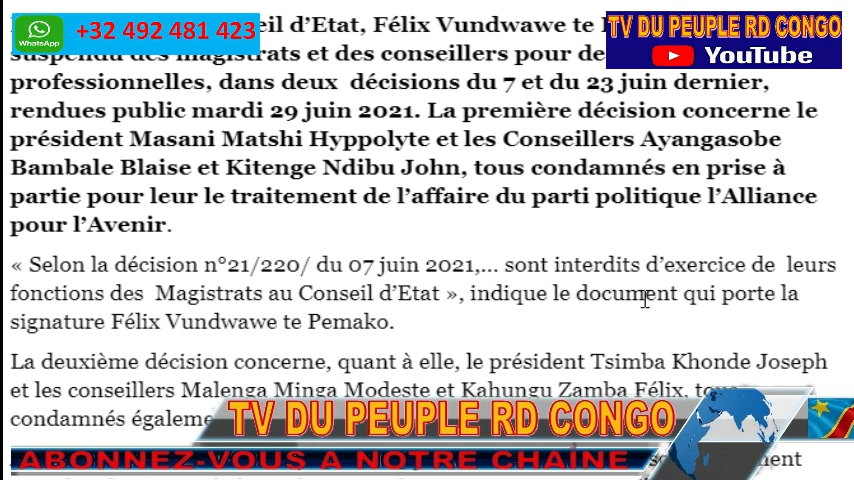 WhatsApp
+32 492 481 423
TV DU PEUPLE RD CONGO
YouTube
eil d’Etat, Félix Vundwawe te
suspendu des magistrats et des conseillers pour de
professionnelles, dans deux décisions du 7 et du 23 juin dernier,
rendues public mardi 29 juin 2021. La première décision concerne le
président Masani Matshi Hyppolyte et les Conseillers Ayangasobe
Bambale Blaise et Kitenge Ndibu John, tous condamnés en prise à
partie pour leur le traitement de l’affaire du parti politique l’Alliance
pour l’Avenir.
« Selon la décision n°21/220/ du 07 juin 2021,... sont interdits d’exercice de leurs
fonctions des Magistrats au Conseil d’Etat », indique le document qui porte la
signature Félix Vundwawe te Pemako.
La deuxième décision concerne, quant à elle, le président Tsimba Khonde Joseph
et les conseillers Malenga Minga Modeste et Kahungu Zamba Félix, tous
condamnés égaleme
TV DU PEUPLE RD CONGO
ABONNEZ-VOUS A NOTRE CHAINE